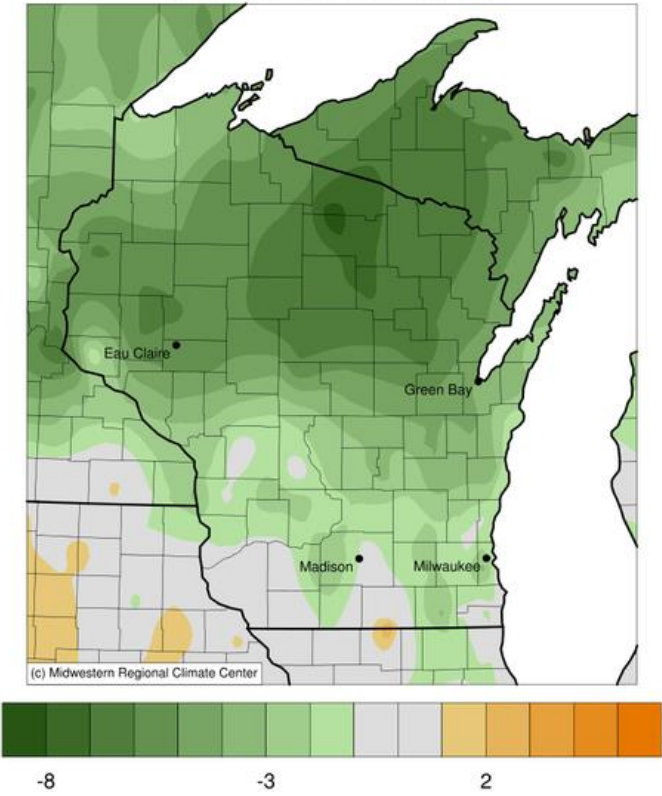 Eau Claire
Green Bay
Madison
Milwaukee
(c) Midwestern Regional Climate Center
-8 -3 2